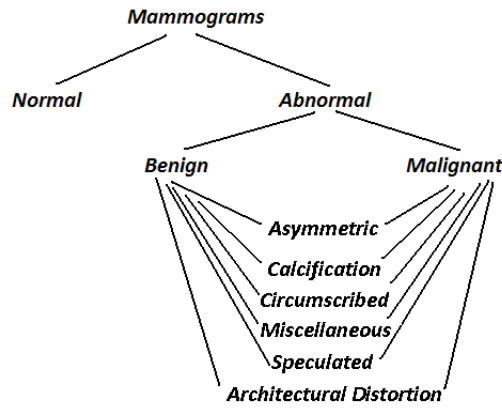 Mammograms
Normal
Abnormal
Benign
Malignant
Asymmetric
Calcification
Circumscribed
Miscellaneous
Speculated
Architectural Distortion